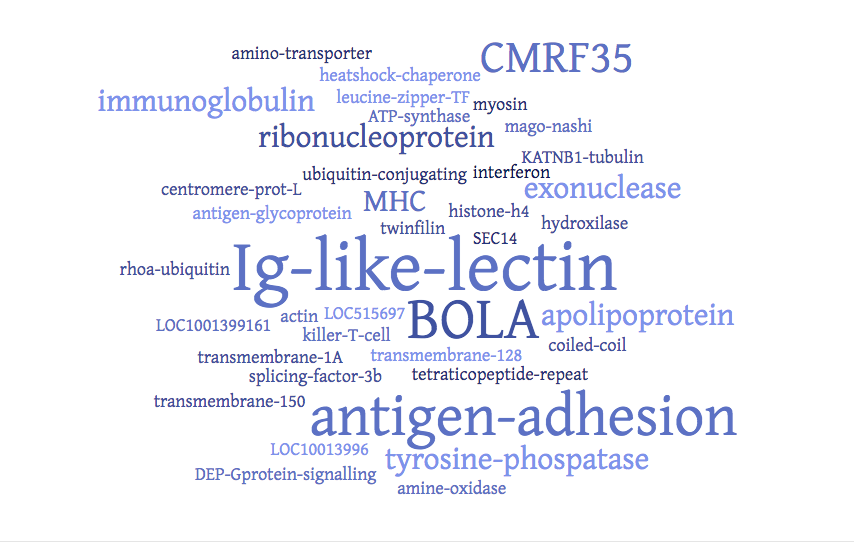 CMRF35
amino-transporter
heatshock-chaperone
immunoglobulin
leucine-zipper-TF
myosin
ATP-synthase
mago-nashi
ribonucleoprotein
KATNB1-tubulin
ubiquitin-conjugating
interferon
centromere-prot-L
exonuclease
MHC
antigen-glycoprotein
histone-h4
twinfilin
hydroxilase
SEC14
Ig-like-lectin
rhoa-ubiquitin
actin
LOC515697
BOLA
apolipoprotein
LOC1001399161
killer-T-cell
coiled-coil
transmembrane-1A
transmembrane-128
splicing-factor-3b
tetraticopeptide-repeat
transmembrane-150
antigen-adhesion
LOC10013996
tyrosine-phospatase
DEP-Gprotein-signalling
amine-oxidase